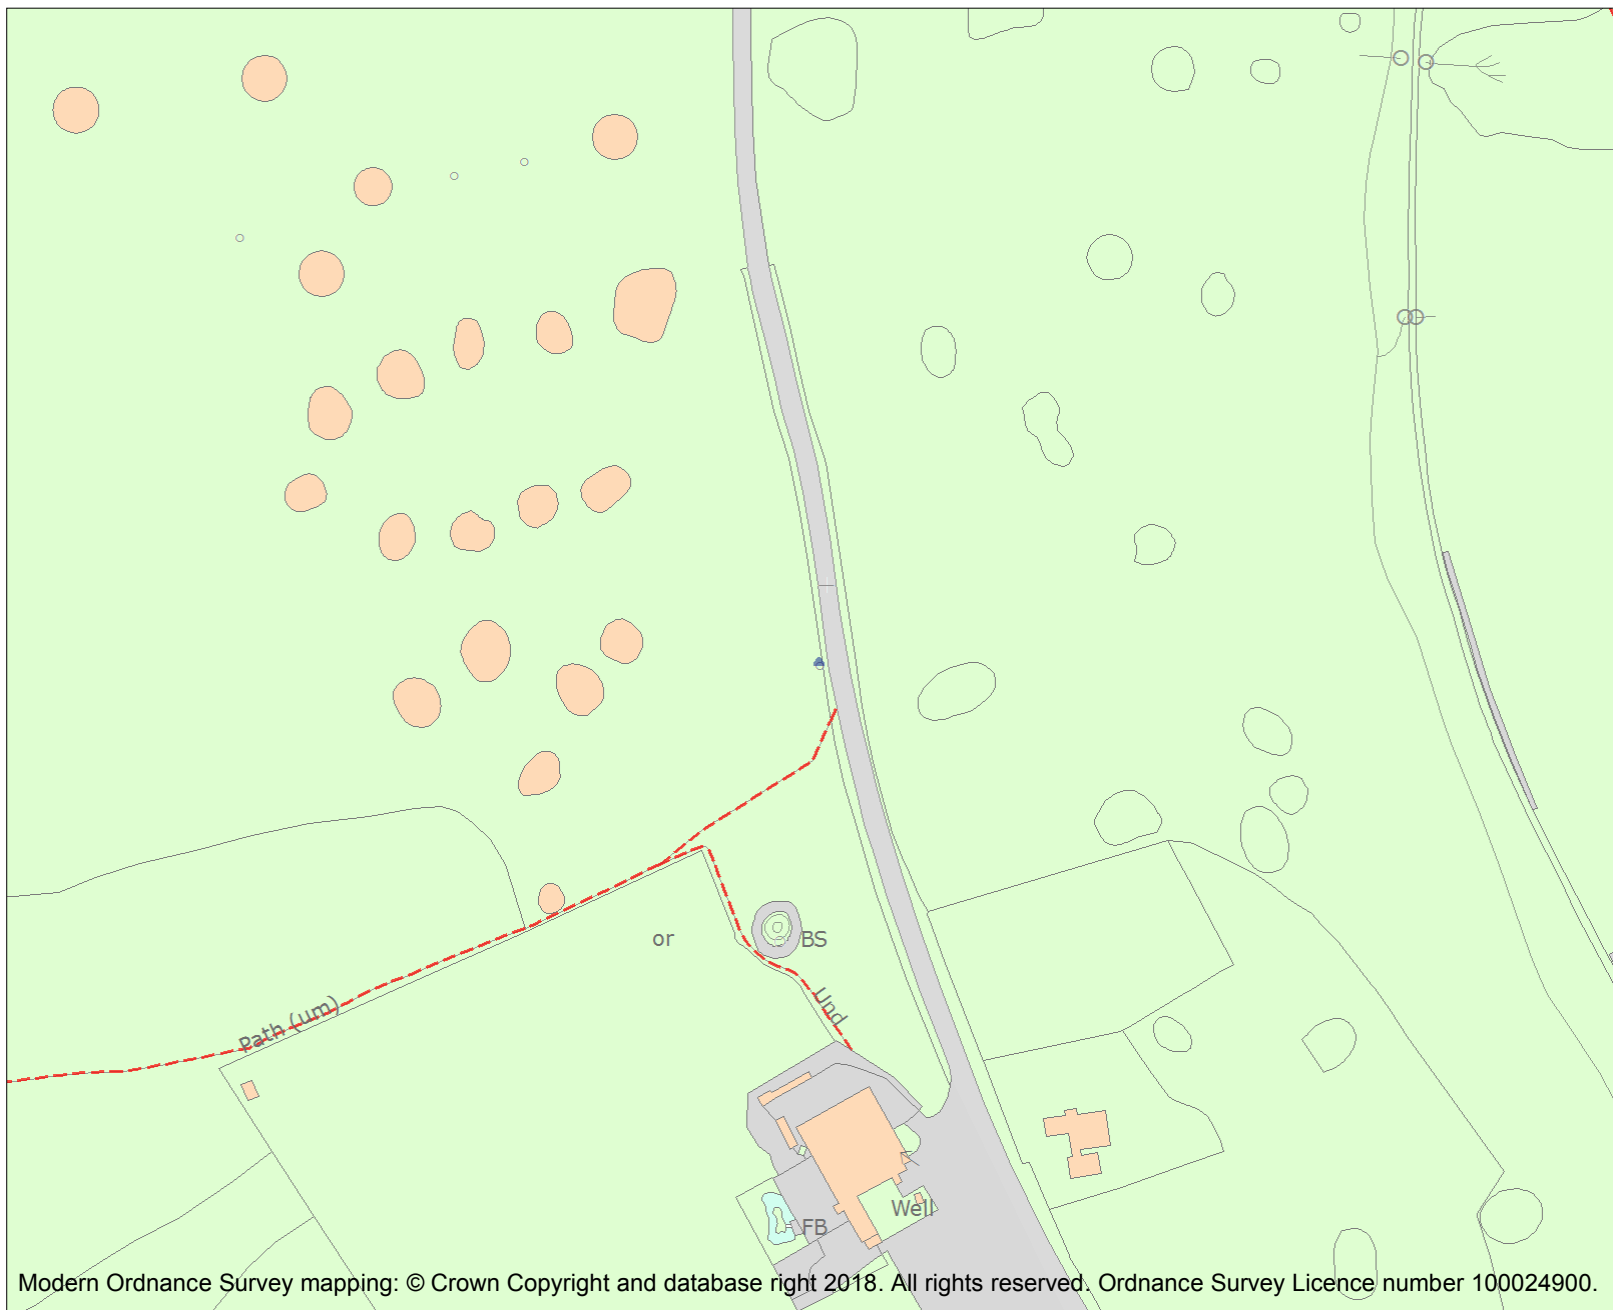 or
BS
Und
Path (um)
Well
FB
Modern Ordnance Survey mapping: © Crown Copyright and database right 2018. All rights reserved. Ordnance Survey Licence number 100024900.